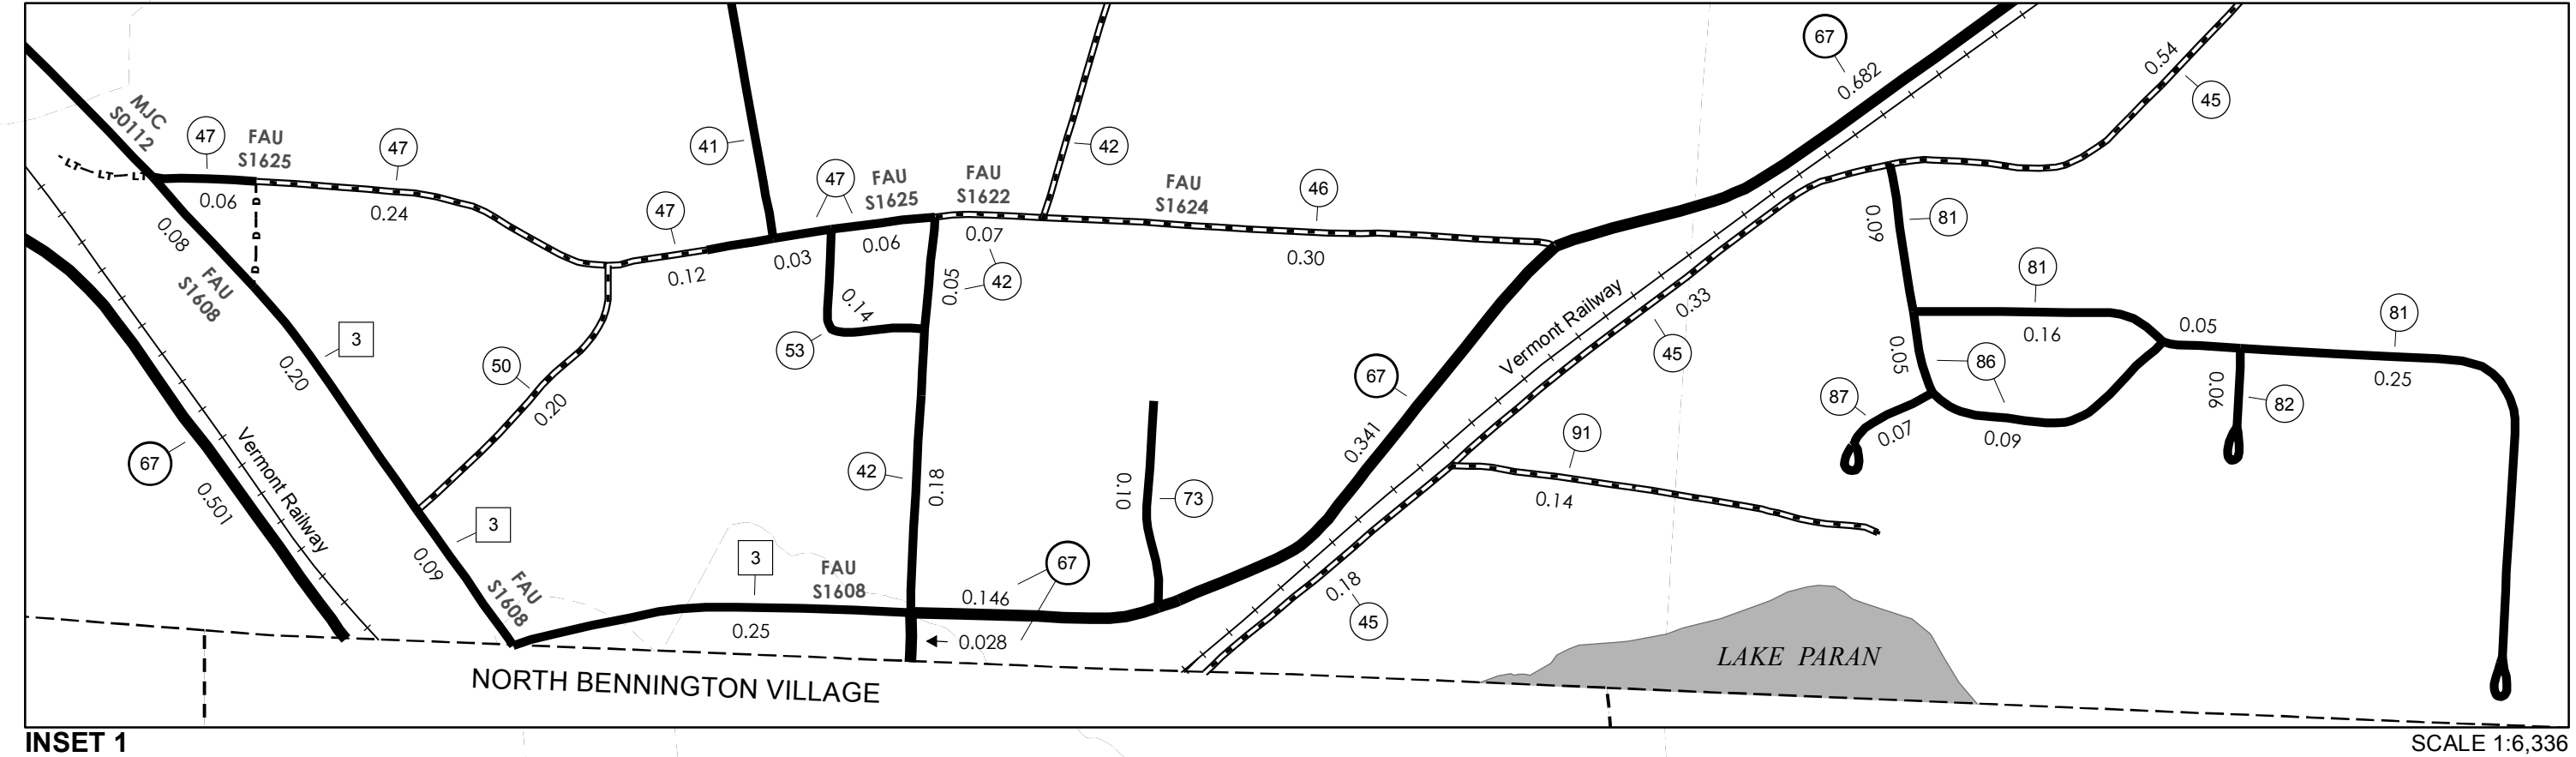 67
0.682
0.54
45
MJC
S0112
47
FAU
S1625
47
41
42
LT
LT
LT
0.06
0.24
D
D
D
47
47
FAU
S1625
FAU
S1622
FAU
S1624
46
81
0.09
0.08
FAU
S1608
0.12
0.03
0.06
0.07
0.30
0.05
42
0.14
53
Vermont Railway
0.33
45
81
0.16
0.05
81
0.25
0.05
86
0.06
82
87
0.07
0.09
3
0.20
50
0.20
67
0.341
67
0.501
Vermont Railway
42
0.18
0.10
73
91
0.14
3
0.09
FAU
S1608
3
FAU
S1608
67
0.146
0.25
0.028
0.18
45
LAKE PARAN
NORTH BENNINGTON VILLAGE
INSET 1
SCALE 1:6,336